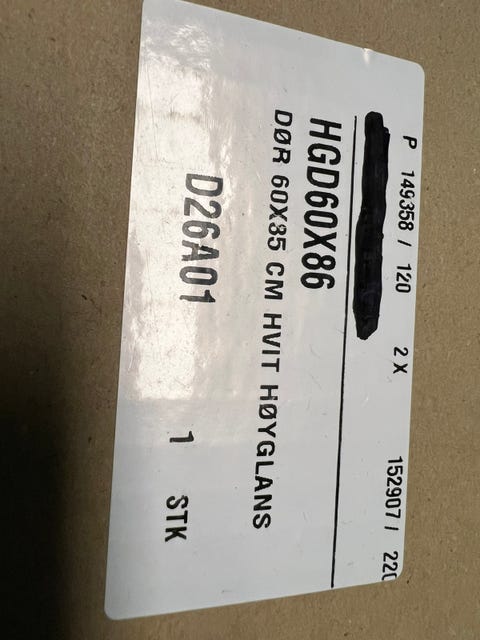 P 149358 / 120 2 X 152907 / 220
HGD60X86
DØR 60X85 CM HVIT HØYGLANS
D26A01 1 STK